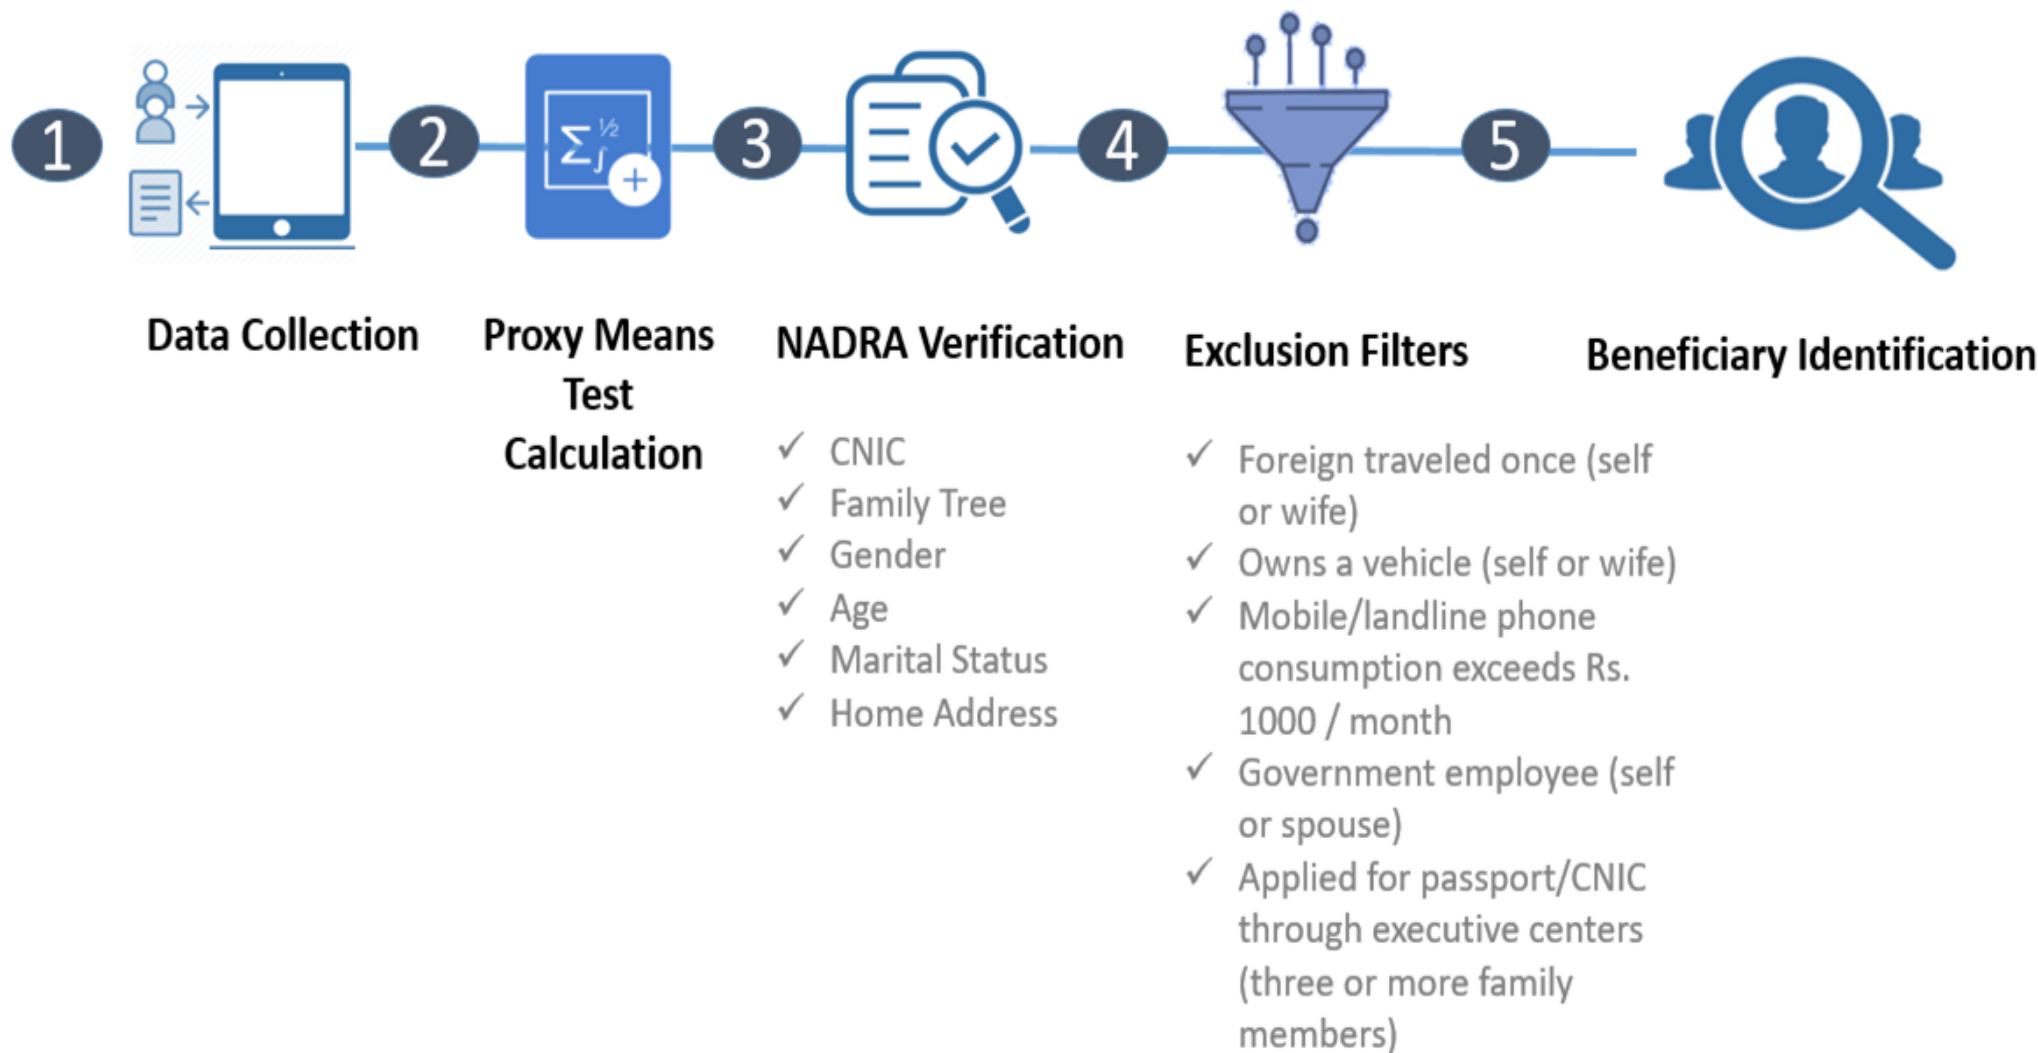 1
2
3
4
5
Σ ½ ∫ +
Data Collection
Proxy Means
Test
Calculation
NADRA Verification
✓ CNIC
✓ Family Tree
✓ Gender
✓ Age
✓ Marital Status
✓ Home Address
Exclusion Filters
✓ Foreign traveled once (self
or wife)
✓ Owns a vehicle (self or wife)
✓ Mobile/landline phone
consumption exceeds Rs.
1000 / month
✓ Government employee (self
or spouse)
✓ Applied for passport/CNIC
through executive centers
(three or more family
members)
Beneficiary Identification